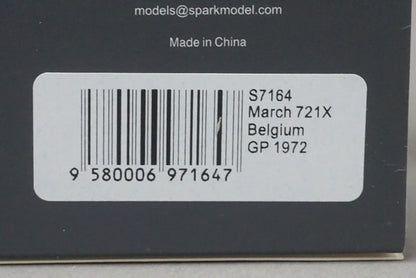 models@sparkmodel.com
Made in China
S7164
March 721X
Belgium
GP 1972
9 580006 971647